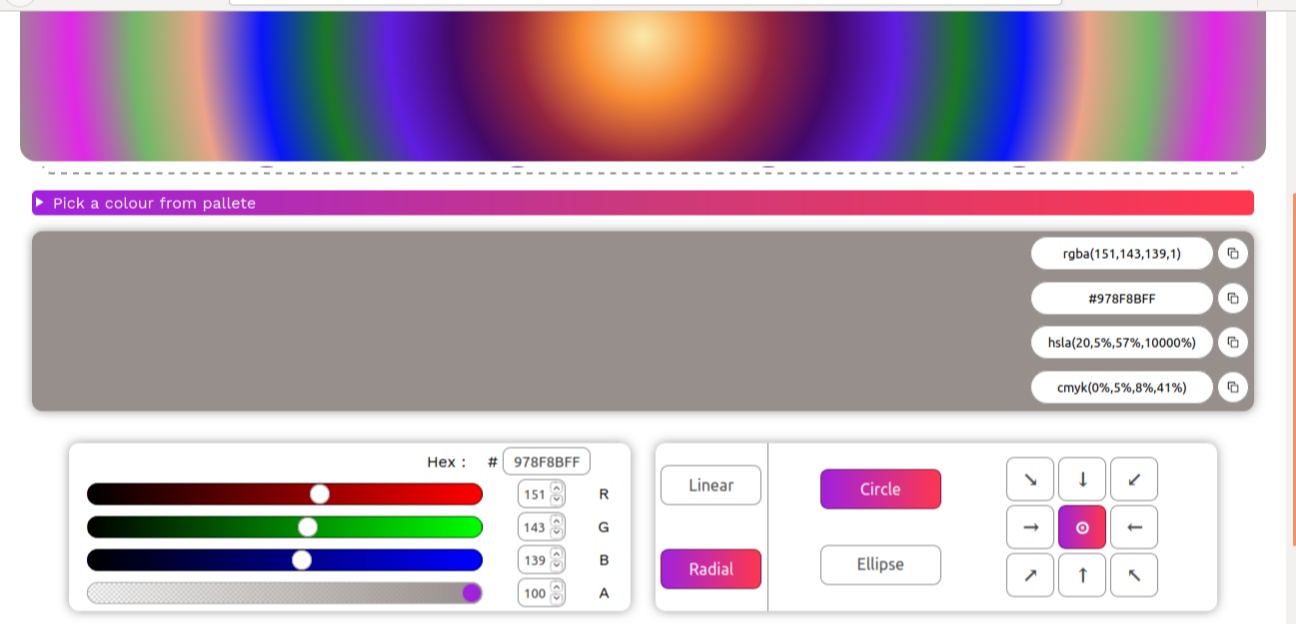 Pick a colour from pallete
rgba(151,143,139,1)
#978F8BFF
hsla(20,5%,57%,10000%)
cmyk(0%,5%,8%,41%)
Hex : # 978F8BFF
151 R
143 G
139 B
100 A
Linear
Radial
Circle
Ellipse
↘ ↓ ↙
→ ⊙ ←
↗ ↑ ↖